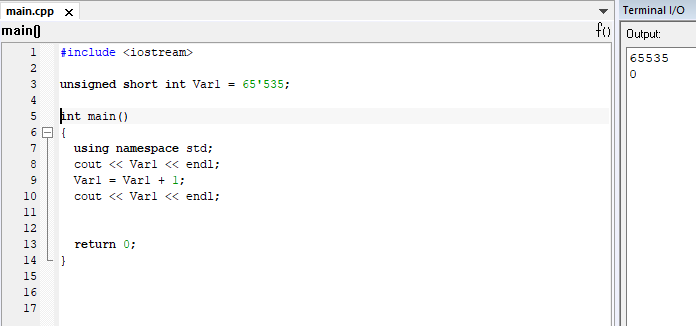 main.cpp x
Terminal I/O
main()
f()
Output:
1 #include <iostream>
2
3 unsigned short int Var1 = 65'535;
4
5 int main()
6 {
7 using namespace std;
8 cout << Var1 << endl;
9 Var1 = Var1 + 1;
10 cout << Var1 << endl;
11
12
13 return 0;
14 }
15
16
17
65535
0